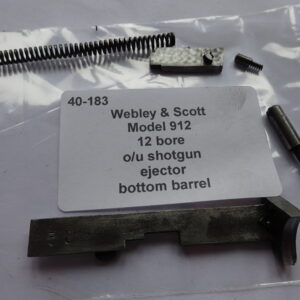 40-183
Webley & Scott
Model 912
12 bore
o/u shotgun
ejector
bottom barrel